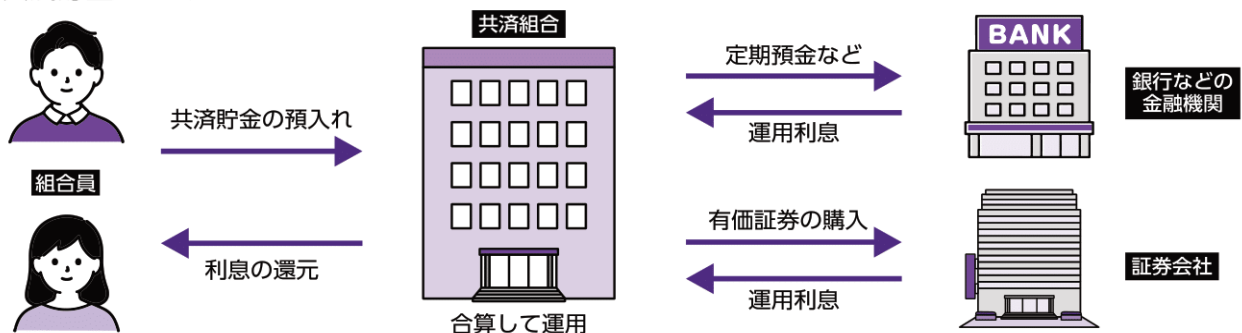 共済組合
BANK
定期預金など
運用利息
銀行などの
金融機関
共済貯金の預入れ
組合員
利息の還元
有価証券の購入
運用利息
証券会社
合算して運用